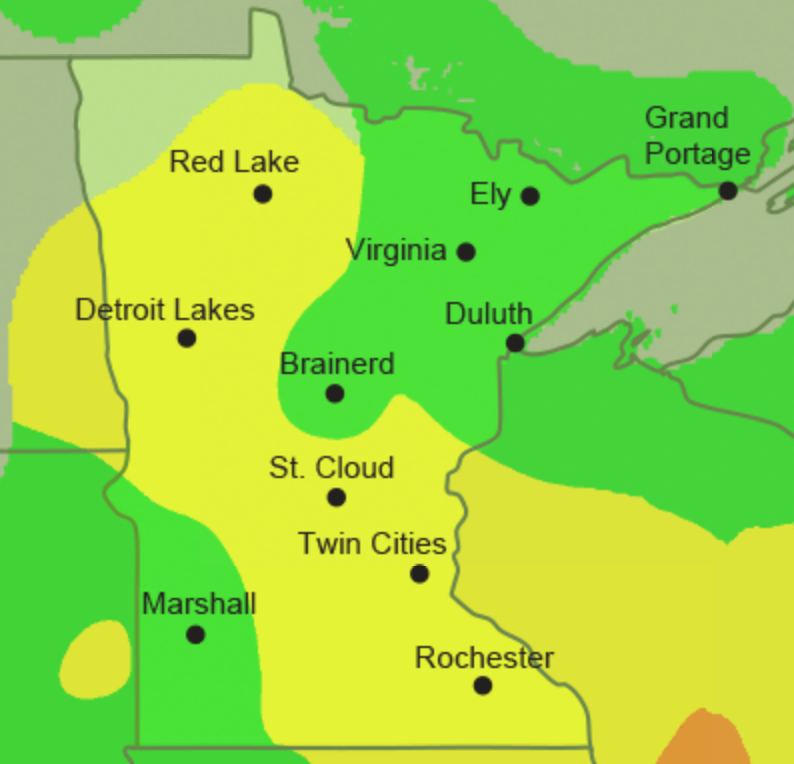 Grand
Portage
Red Lake
Ely
Virginia
Detroit Lakes
Duluth
Brainerd
St. Cloud
Twin Cities
Marshall
Rochester